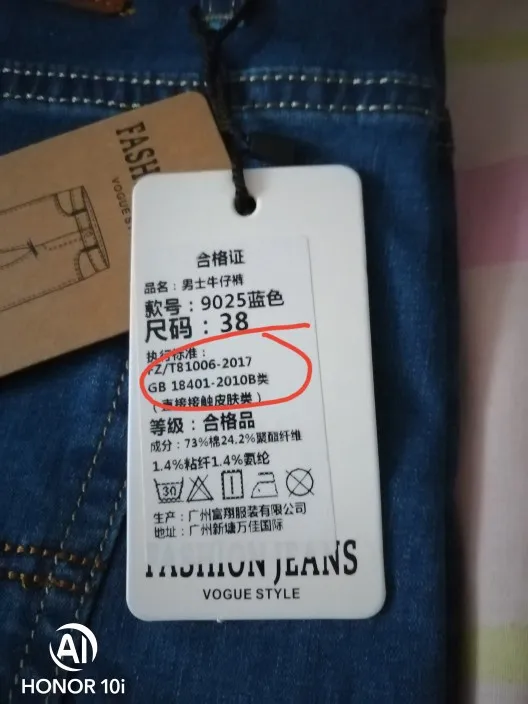 FASH
VOGUE S
合格证
品名：男士牛仔裤
款号：9025蓝色
尺码：38
执行标准：
FZ/T81006-2017
GB 18401-2010B类
（直接接触皮肤类）
等级：合格品
成分：73%棉24.2%聚酯纤维
1.4%粘纤1.4%氨纶
30
生产：广州富翔服装有限公司
地址：广州新塘万佳国际
FASHION JEANS
VOGUE STYLE
AI
HONOR 10i